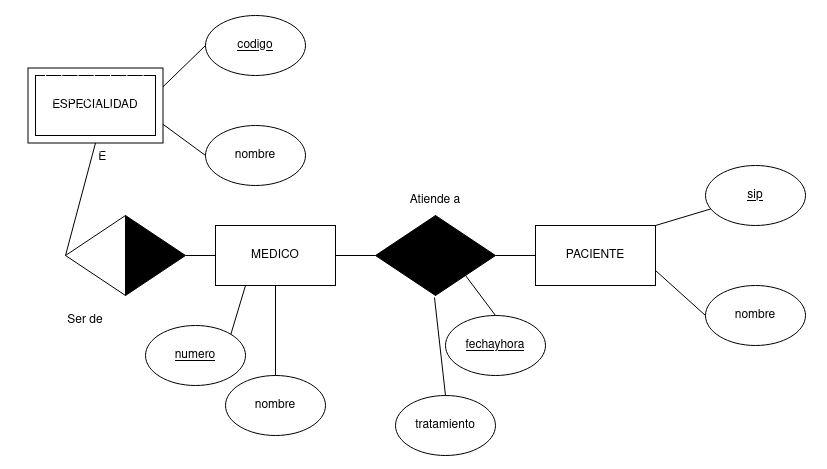 codigo
ESPECIALIDAD
nombre
E
sip
Atiende a
MEDICO
PACIENTE
Ser de
nombre
numero
fechayhora
nombre
tratamiento